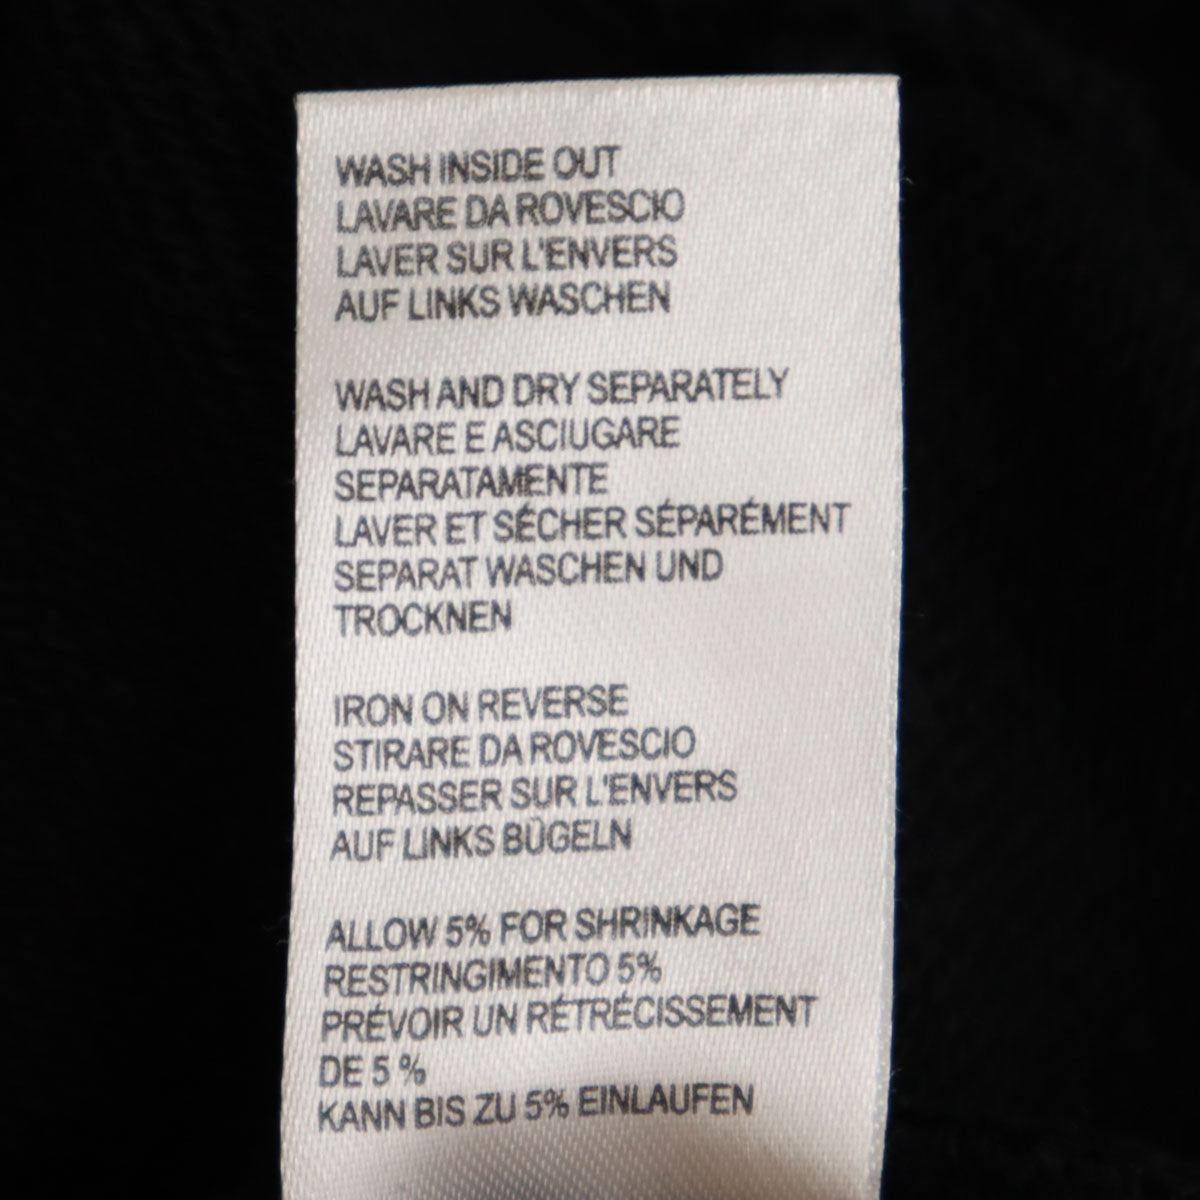 WASH INSIDE OUT
LAVARE DA ROVESCIO
LAVER SUR L'ENVERS
AUF LINKS WASCHEN
WASH AND DRY SEPARATELY
LAVARE E ASCIUGARE
SEPARATAMENTE
LAVER ET SÉCHER SÉPARÉMENT
SEPARAT WASCHEN UND
TROCKNEN
IRON ON REVERSE
STIRARE DA ROVESCIO
REPASSER SUR L'ENVERS
AUF LINKS BÜGELN
ALLOW 5% FOR SHRINKAGE
RESTRINGIMENTO 5%
PRÉVOIR UN RÉTRÉCISSEMENT
DE 5 %
KANN BIS ZU 5% EINLAUFEN